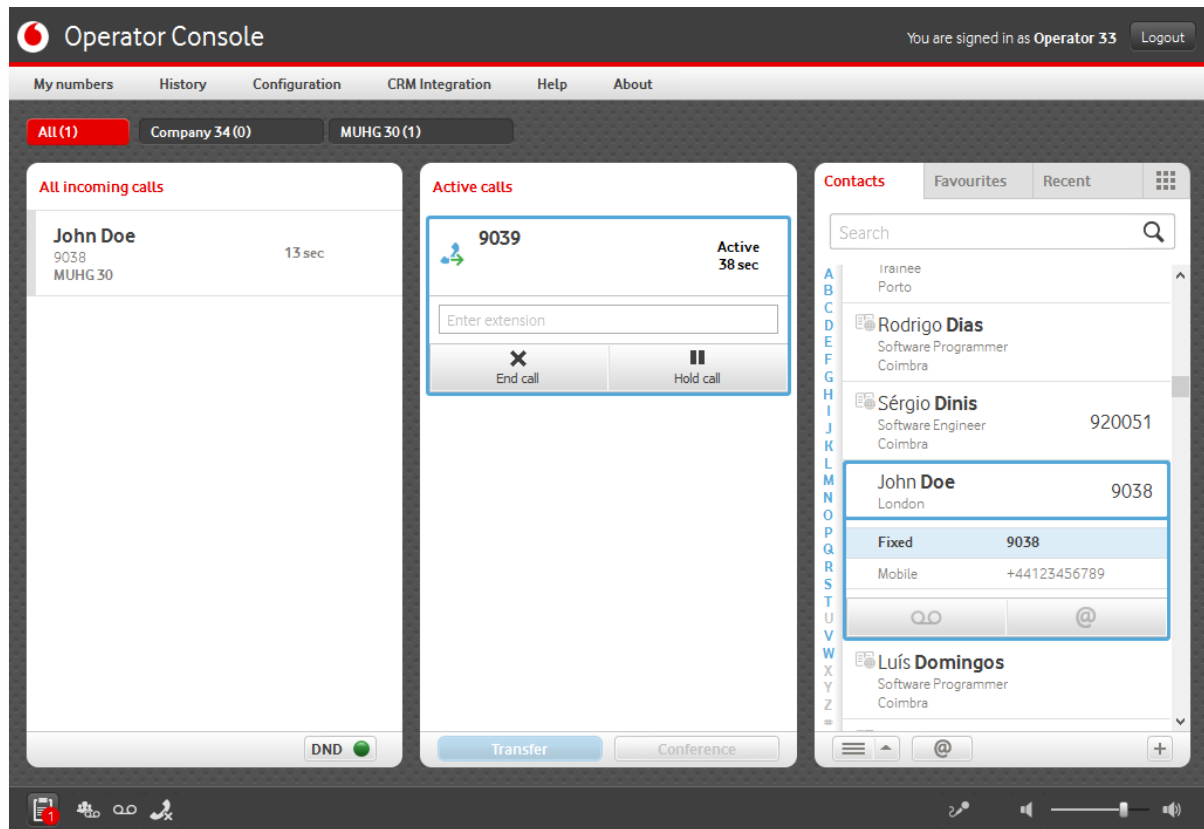 Operator Console
You are signed in as Operator 33
Logout
My numbers
History
Configuration
CRM Integration
Help
About
All (1)
Company 34 (0)
MUHG 30 (1)
All incoming calls
John Doe
9038
MUHG 30
13 sec
DND
Active calls
9039
Active
38 sec
Enter extension
End call
Hold call
Transfer
Conference
Contacts
Favourites
Recent
Search
A
B
C
D
E
F
G
H
I
J
K
L
M
N
O
P
Q
R
S
T
U
V
W
X
Y
Z
#
Trainee
Porto
Rodrigo Dias
Software Programmer
Coimbra
Sérgio Dinis
Software Engineer
Coimbra
920051
John Doe
London
9038
Fixed 9038
Mobile +44123456789
@
Luís Domingos
Software Programmer
Coimbra
@
+
1